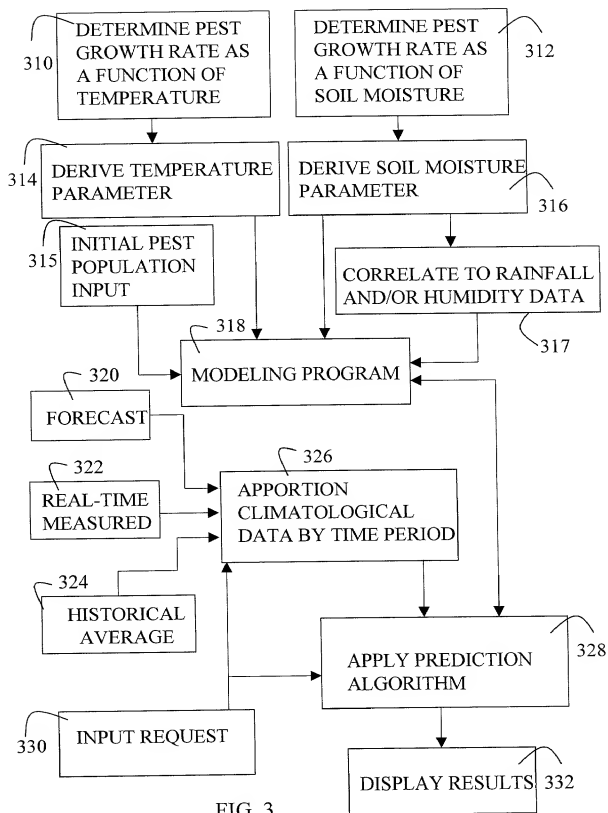 DETERMINE PEST
GROWTH RATE AS
A FUNCTION OF
TEMPERATURE
310
DETERMINE PEST
GROWTH RATE AS
A FUNCTION OF
SOIL MOISTURE
312
DERIVE TEMPERATURE
PARAMETER
314
DERIVE SOIL MOISTURE
PARAMETER
316
315
INITIAL PEST
POPULATION
INPUT
CORRELATE TO RAINFALL
AND/OR HUMIDITY DATA
317
318
MODELING PROGRAM
320
FORECAST
322
REAL-TIME
MEASURED
324
HISTORICAL
AVERAGE
326
APPORTION
CLIMATOLOGICAL
DATA BY TIME PERIOD
328
APPLY PREDICTION
ALGORITHM
330
INPUT REQUEST
DISPLAY RESULTS
332
FIG. 3